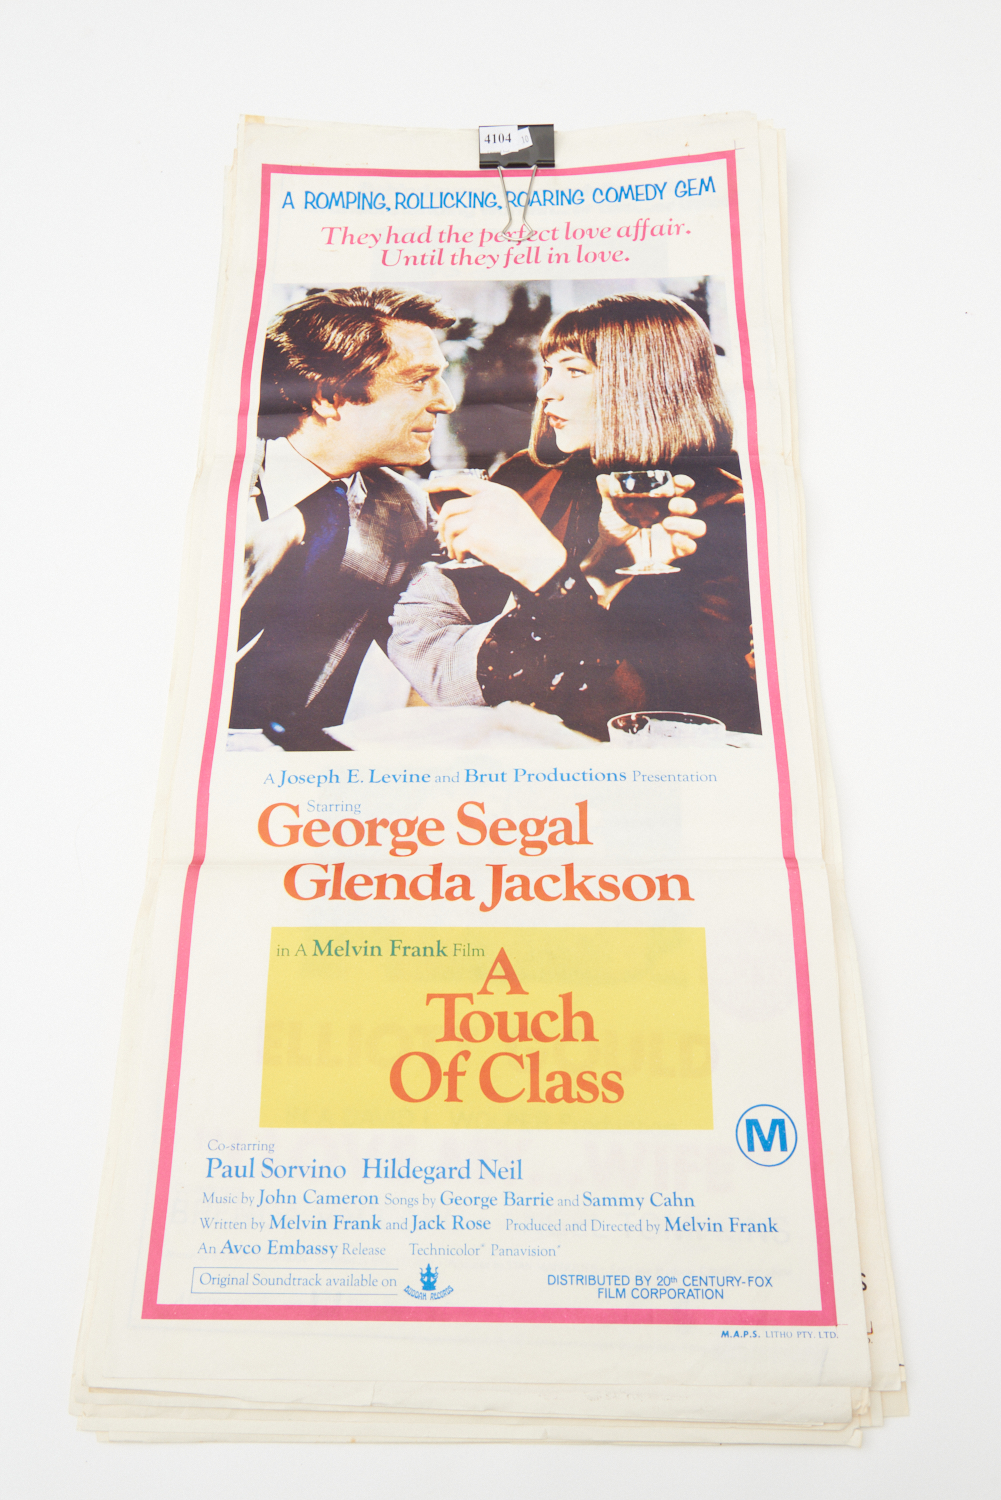 4104
A ROMPING, ROLLICKING, ROARING COMEDY GEM
They had the perfect love affair.
Until they fell in love.
A Joseph E. Levine and Brut Productions Presentation
Starring
George Segal
Glenda Jackson
in A Melvin Frank Film
A
Touch
Of Class
M
Co-starring
Paul Sorvino Hildegard Neil
Music by John Cameron Songs by George Barrie and Sammy Cahn
Written by Melvin Frank and Jack Rose Produced and Directed by Melvin Frank
An Avco Embassy Release Technicolor® Panavision®
Original Soundtrack available on
BUDDAH RECORDS
DISTRIBUTED BY 20th CENTURY-FOX
FILM CORPORATION
M.A.P.S. LITHO PTY. LTD.